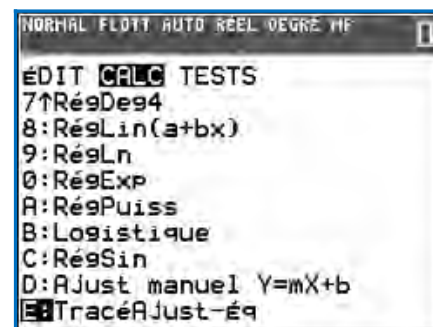 NORMAL FLOTT AUTO RÉEL DEGRÉ MP
ÉDIT CALC TESTS
7↑RégDeg4
8:RégLin(a+bx)
9:RégLn
0:RégExp
A:RégPuiss
B:Logistique
C:RégSin
D:AJust manuel Y=mX+b
E:TracéAJust-Éq